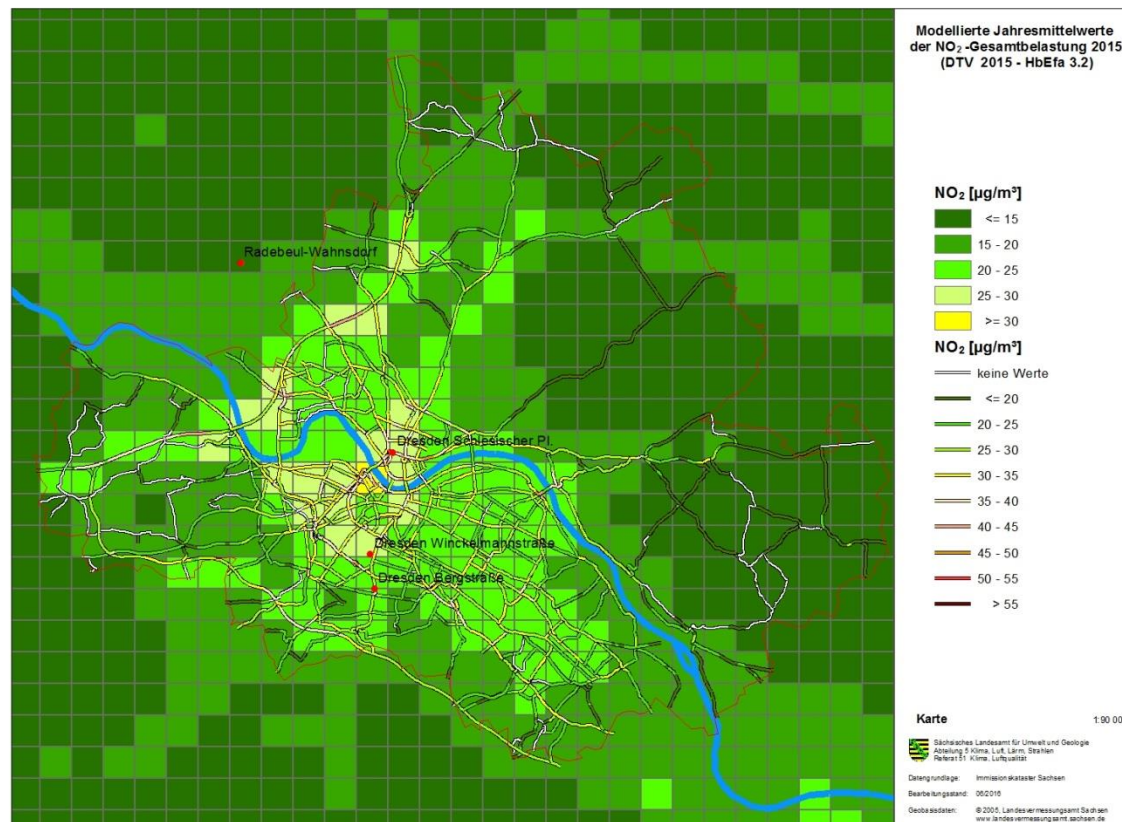 Modellierte Jahresmittelwerte
der NO₂ -Gesamtbelastung 2015
(DTV 2015 - HbEfa 3.2)
NO₂ [µg/m³]
<= 15
15 - 20
20 - 25
25 - 30
>= 30
NO₂ [µg/m³]
keine Werte
<= 20
20 - 25
25 - 30
30 - 35
35 - 40
40 - 45
45 - 50
50 - 55
> 55
Radebeul-Wahnsdorf
Dresden Schlesischer Pl.
Dresden Winckelmannstraße
Dresden Bergstraße
Karte 1:90 00
Sächsisches Landesamt für Umwelt und Geologie
Abteilung 5 Klima, Luft, Lärm, Strahlen
Referat 51 Klima, Luftqualität
Datengrundlage: Immissionskataster Sachsen
Bearbeitungsstand: 06/2016
Geobasisdaten: © 2005, Landesvermessungsamt Sachsen
www.landesvermessungsamt.sachsen.de